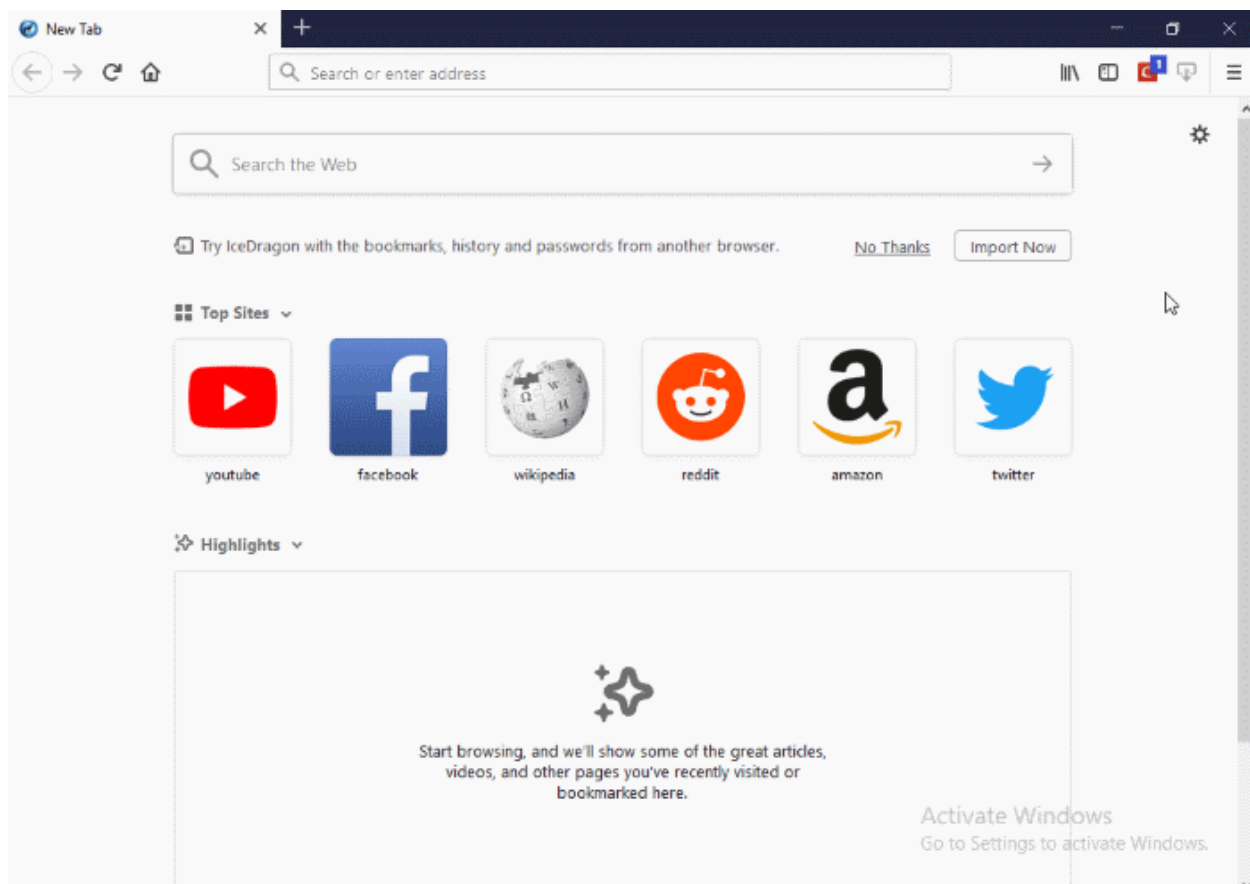 New Tab
Search or enter address
1
Search the Web
Try IceDragon with the bookmarks, history and passwords from another browser. No Thanks Import Now
Top Sites
youtube facebook wikipedia reddit amazon twitter
Highlights
Start browsing, and we'll show some of the great articles,
videos, and other pages you've recently visited or
bookmarked here.
Activate Windows
Go to Settings to activate Windows.